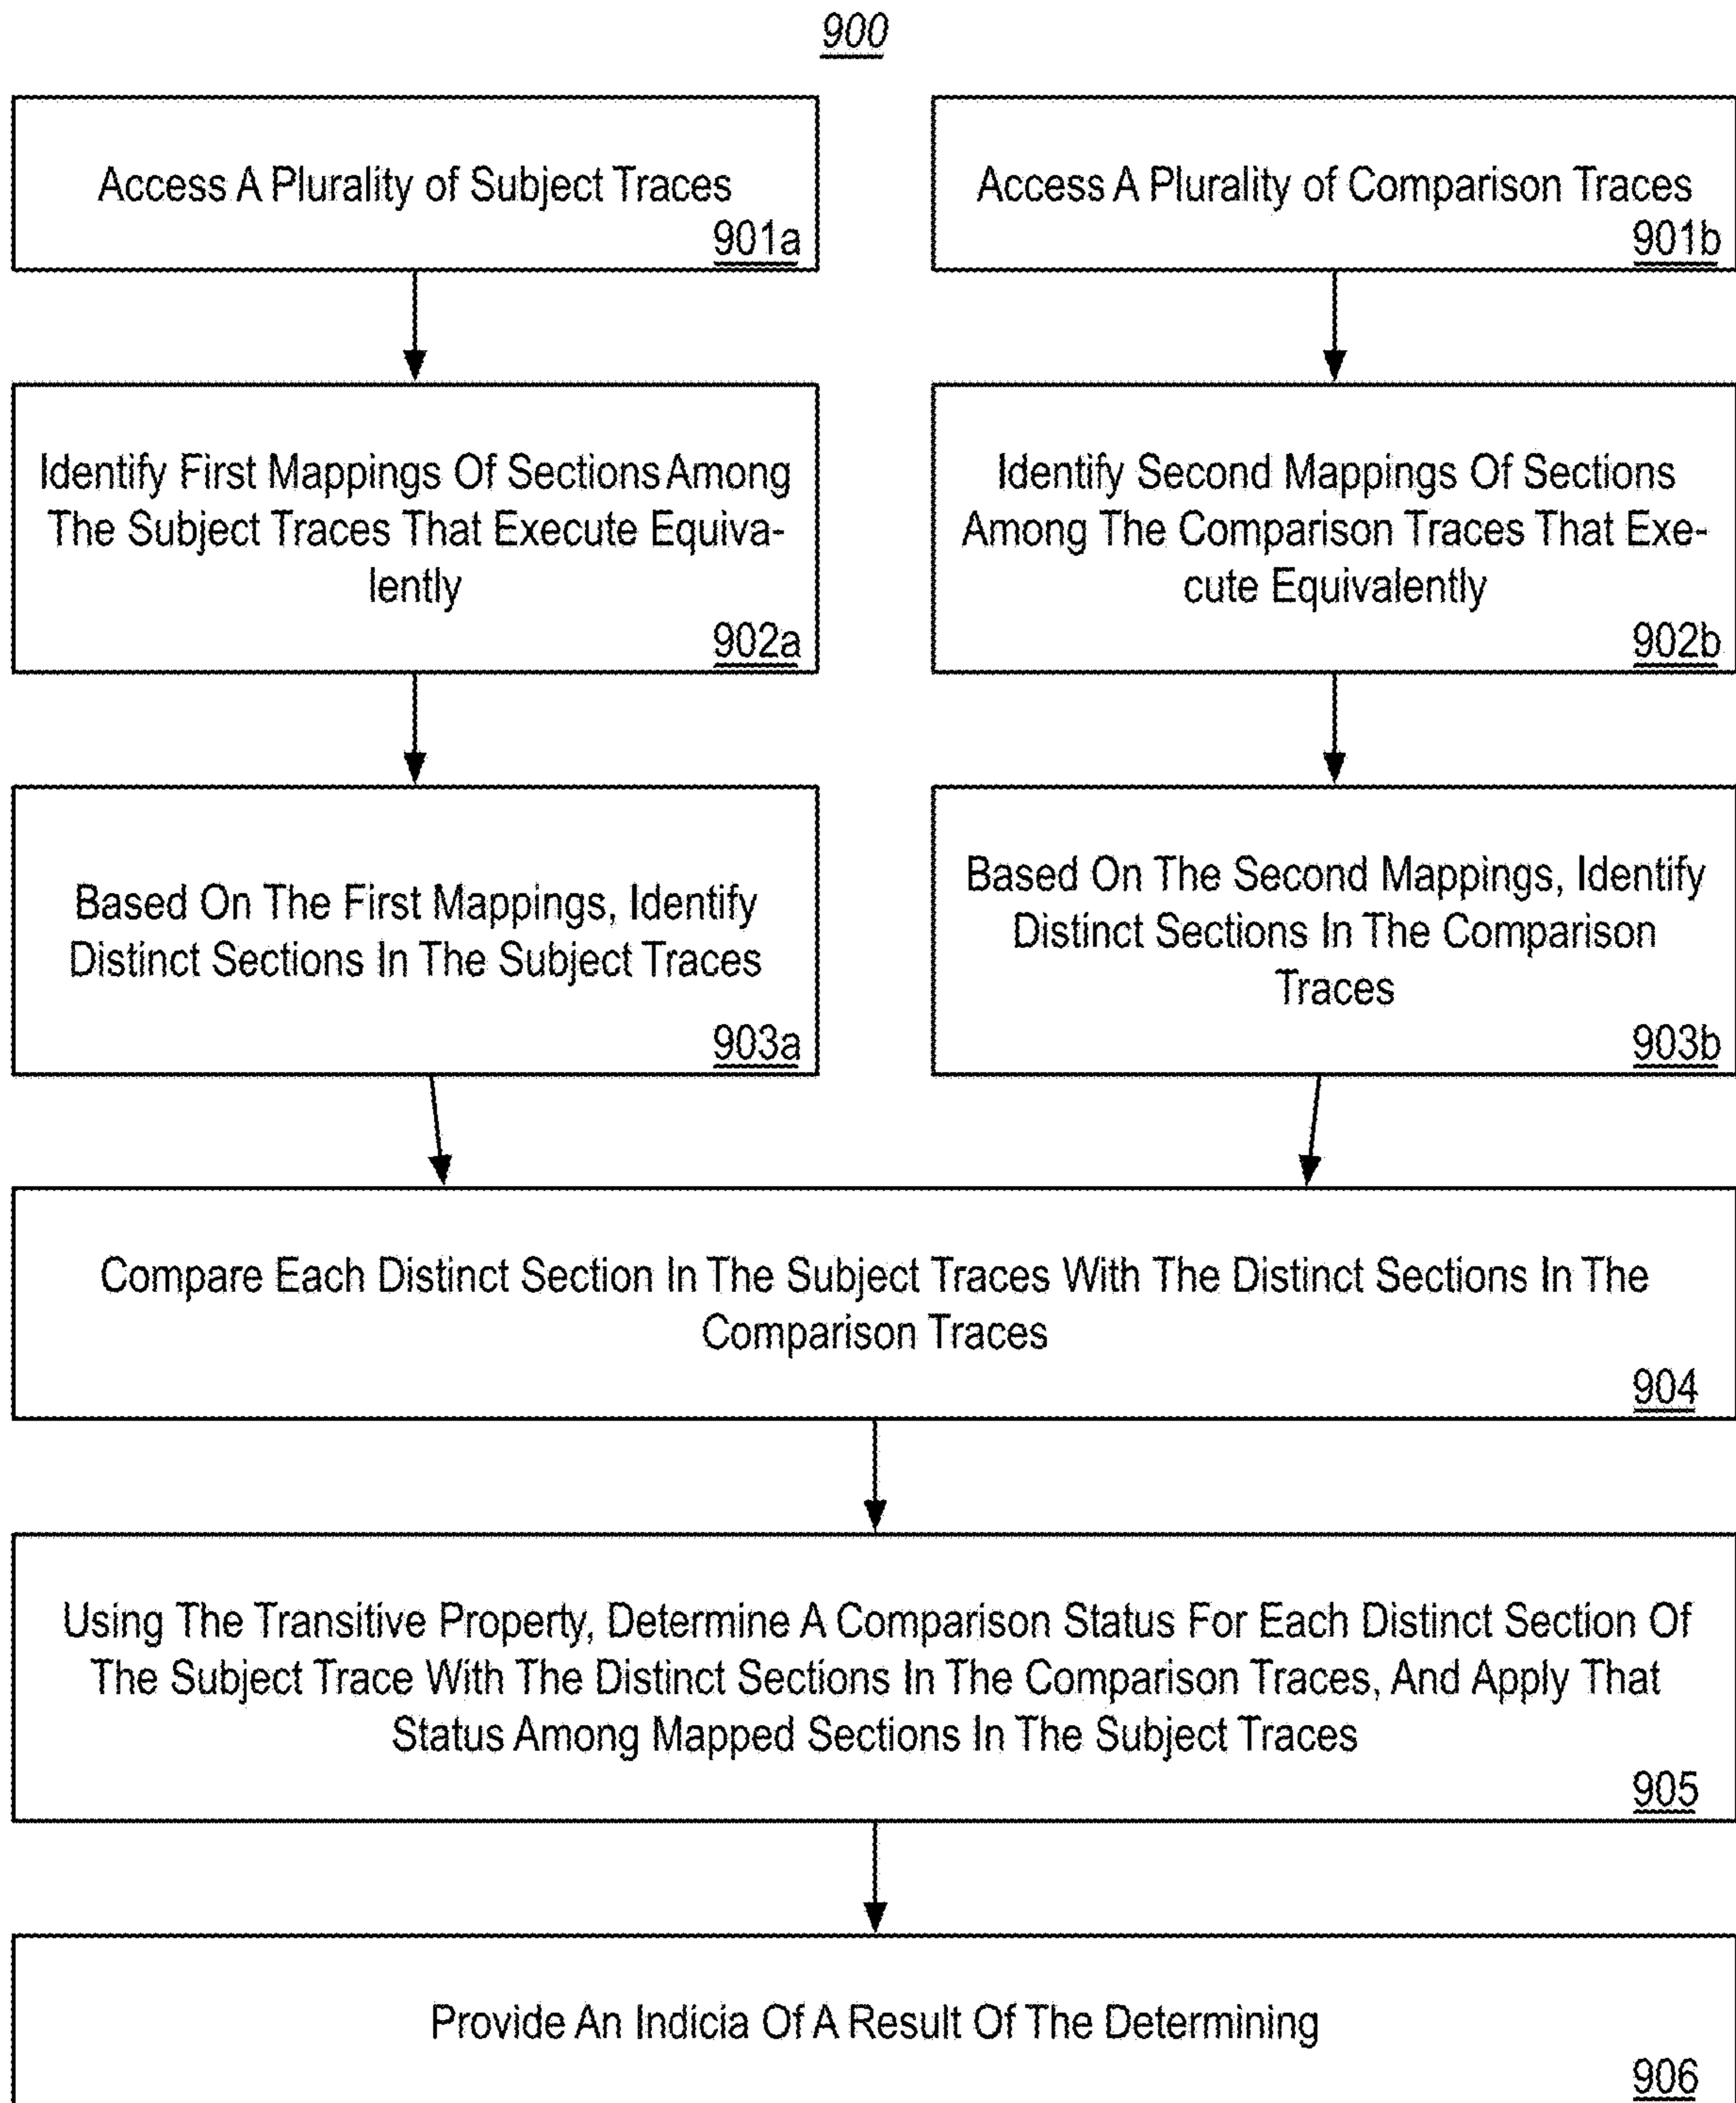 900
Access A Plurality of Subject Traces
901a
Access A Plurality of Comparison Traces
901b
Identify First Mappings Of Sections Among
The Subject Traces That Execute Equiva-
lently
902a
Identify Second Mappings Of Sections
Among The Comparison Traces That Exe-
cute Equivalently
902b
Based On The First Mappings, Identify
Distinct Sections In The Subject Traces
903a
Based On The Second Mappings, Identify
Distinct Sections In The Comparison
Traces
903b
Compare Each Distinct Section In The Subject Traces With The Distinct Sections In The
Comparison Traces
904
Using The Transitive Property, Determine A Comparison Status For Each Distinct Section Of
The Subject Trace With The Distinct Sections In The Comparison Traces, And Apply That
Status Among Mapped Sections In The Subject Traces
905
Provide An Indicia Of A Result Of The Determining
906